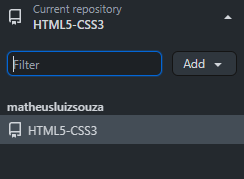 Current repository
HTML5-CSS3
Filter
Add
matheusluizsouza
HTML5-CSS3